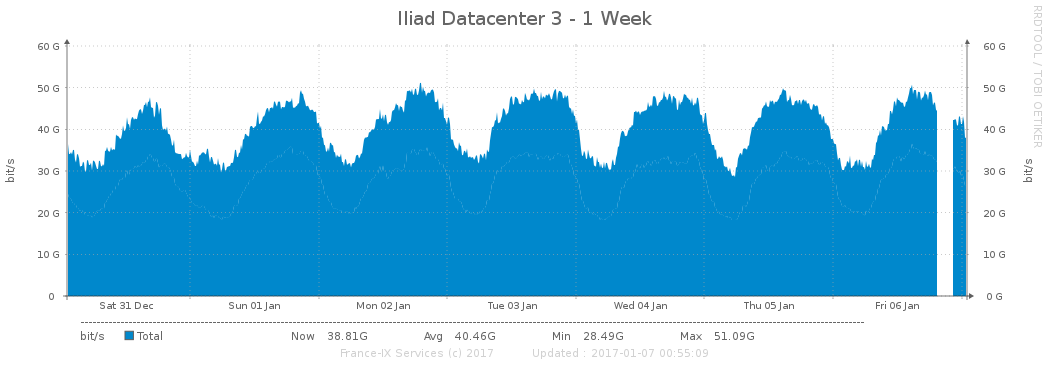 Iliad Datacenter 3 - 1 Week
RRDTOOL / TOBI OETIKER
60 G 60 G
50 G 50 G
40 G 40 G
30 G 30 G
20 G 20 G
10 G 10 G
0 0 G
bit/s bit/s
Sat 31 Dec Sun 01 Jan Mon 02 Jan Tue 03 Jan Wed 04 Jan Thu 05 Jan Fri 06 Jan
bit/s Total Now 38.81G Avg 40.46G Min 28.49G Max 51.09G
France-IX Services (c) 2017 Updated : 2017-01-07 00:55:09